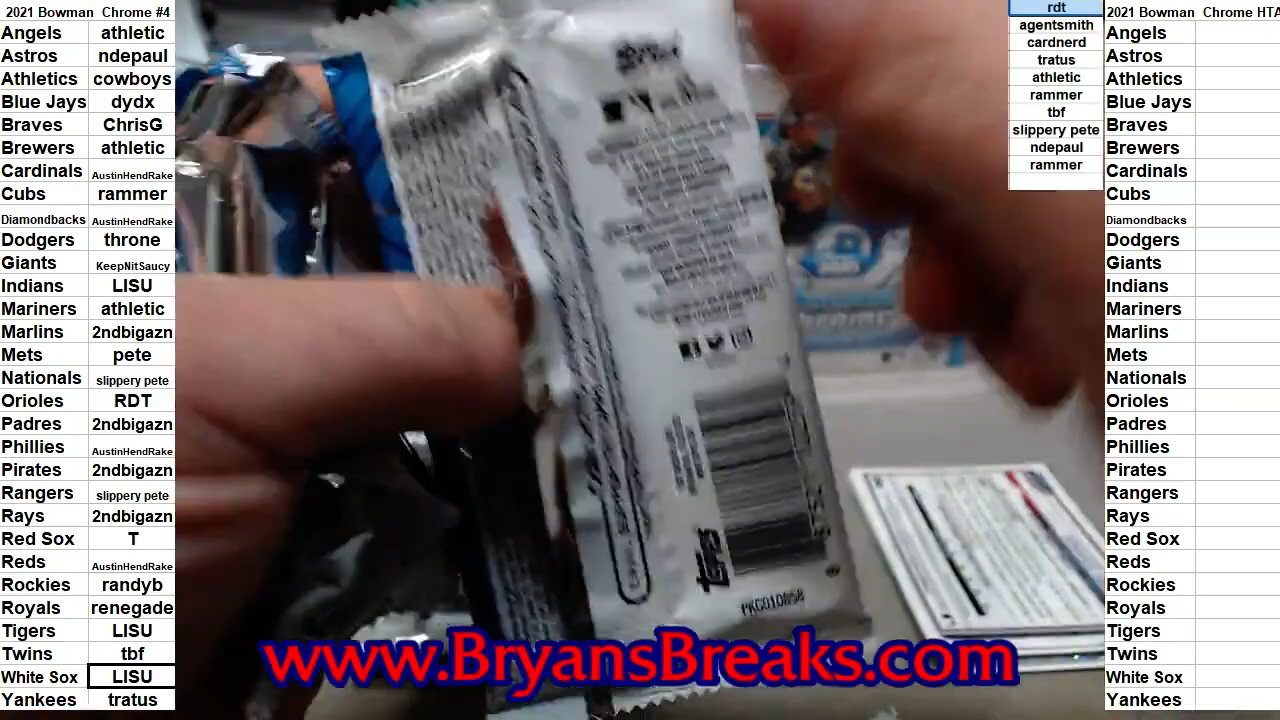 2021 Bowman Chrome #4
Angels athletic
Astros ndepaul
Athletics cowboys
Blue Jays dydx
Braves ChrisG
Brewers athletic
Cardinals AustinHendRake
Cubs rammer
Diamondbacks AustinHendRake
Dodgers throne
Giants KeepNitSaucy
Indians LISU
Mariners athletic
Marlins 2ndbigazn
Mets pete
Nationals slippery pete
Orioles RDT
Padres 2ndbigazn
Phillies AustinHendRake
Pirates 2ndbigazn
Rangers slippery pete
Rays 2ndbigazn
Red Sox T
Reds AustinHendRake
Rockies randyb
Royals renegade
Tigers LISU
Twins tbf
White Sox LISU
Yankees tratus
topps
www.BryansBreaks.com
rdt
agentsmith
cardnerd
tratus
athletic
rammer
tbf
slippery pete
ndepaul
rammer
2021 Bowman Chrome HTA
Angels
Astros
Athletics
Blue Jays
Braves
Brewers
Cardinals
Cubs
Diamondbacks
Dodgers
Giants
Indians
Mariners
Marlins
Mets
Nationals
Orioles
Padres
Phillies
Pirates
Rangers
Rays
Red Sox
Reds
Rockies
Royals
Tigers
Twins
White Sox
Yankees